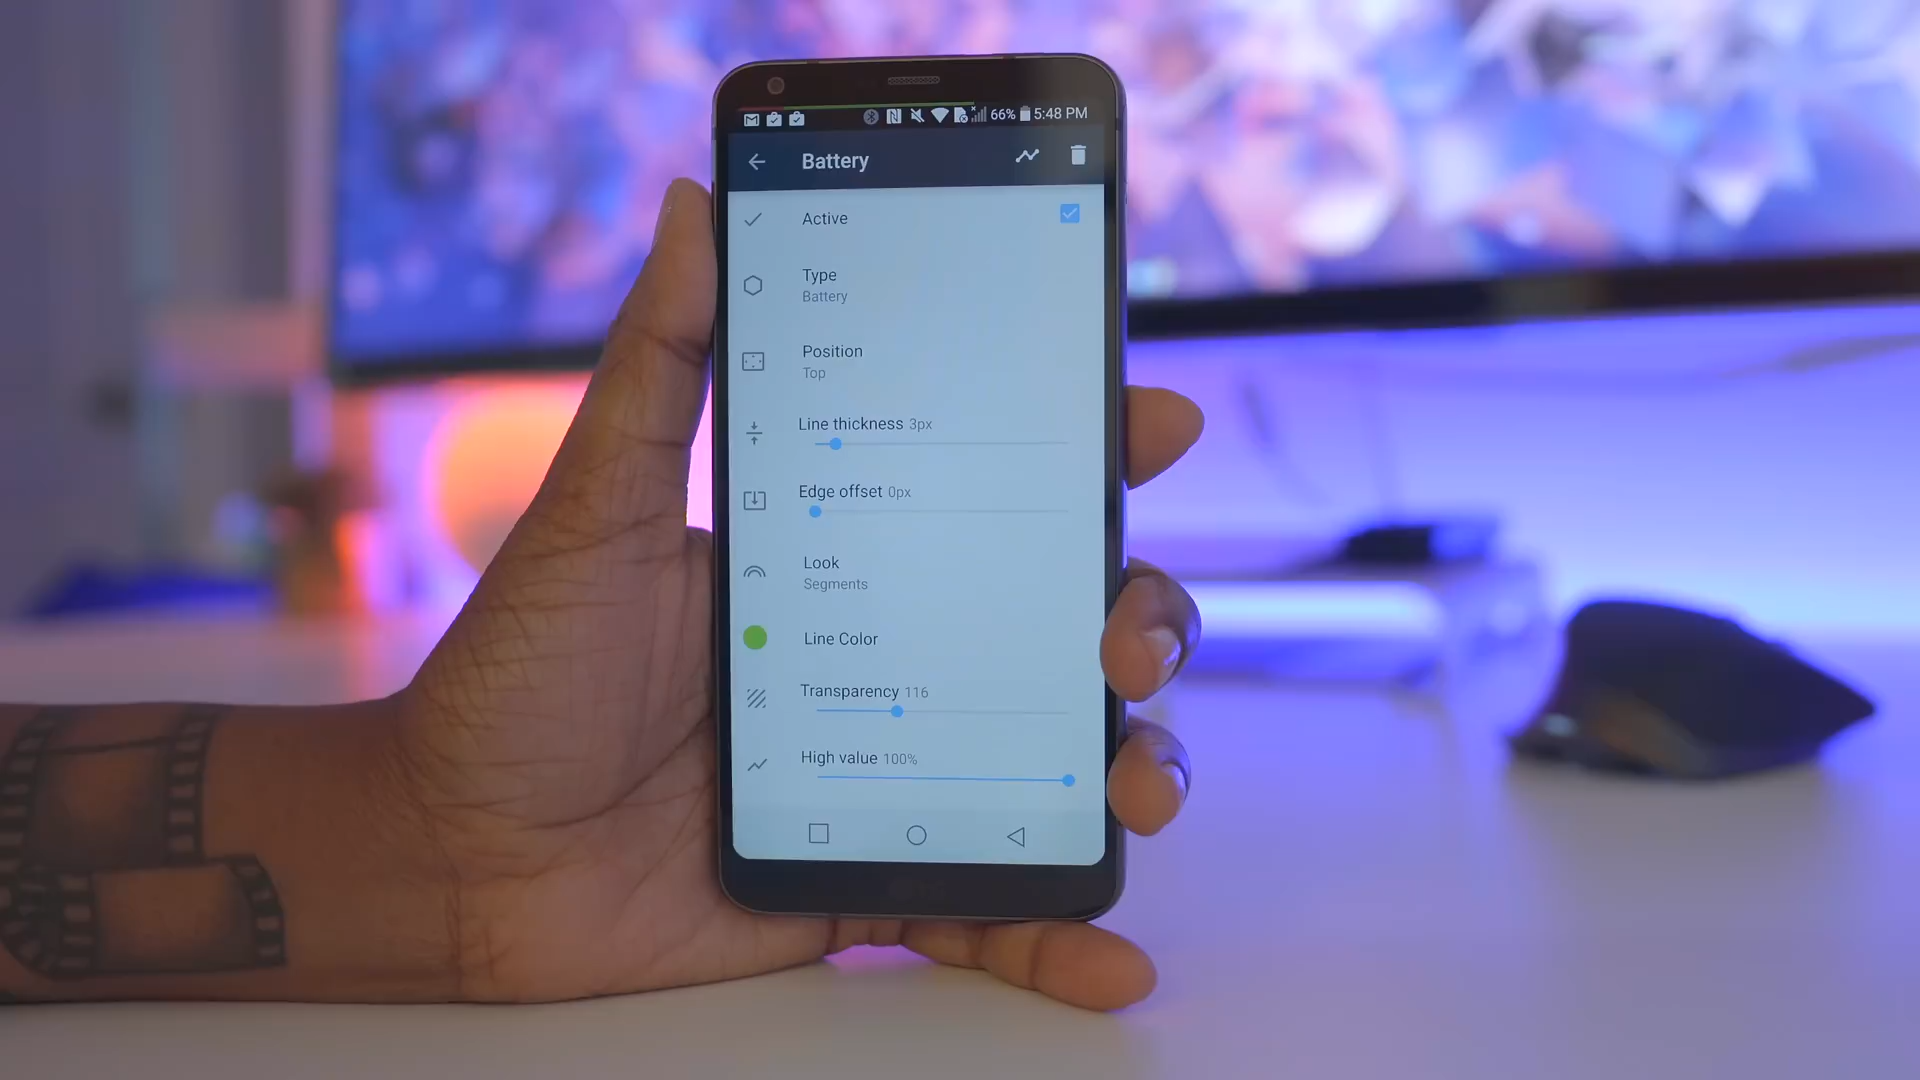 66% 5:48 PM
Battery
Active
Type
Battery
Position
Top
Line thickness 3px
Edge offset 0px
Look
Segments
Line Color
Transparency 116
High value 100%